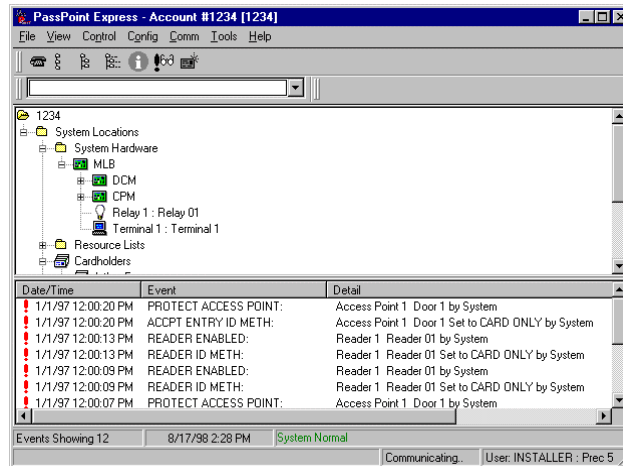 PassPoint Express - Account #1234 [1234]
File View Control Config Comm Tools Help
1234
System Locations
System Hardware
MLB
DCM
CPM
Relay 1 : Relay 01
Terminal 1 : Terminal 1
Resource Lists
Cardholders
Date/Time Event Detail
1/1/97 12:00:20 PM PROTECT ACCESS POINT: Access Point 1 Door 1 by System
1/1/97 12:00:20 PM ACCPT ENTRY ID METH: Access Point 1 Door 1 Set to CARD ONLY by System
1/1/97 12:00:13 PM READER ENABLED: Reader 1 Reader 01 by System
1/1/97 12:00:13 PM READER ID METH: Reader 1 Reader 01 Set to CARD ONLY by System
1/1/97 12:00:09 PM READER ENABLED: Reader 1 Reader 01 by System
1/1/97 12:00:09 PM READER ID METH: Reader 1 Reader 01 Set to CARD ONLY by System
1/1/97 12:00:07 PM PROTECT ACCESS POINT: Access Point 1 Door 1 by System
Events Showing 12 8/17/98 2:28 PM System Normal
Communicating.. User: INSTALLER : Prec 5